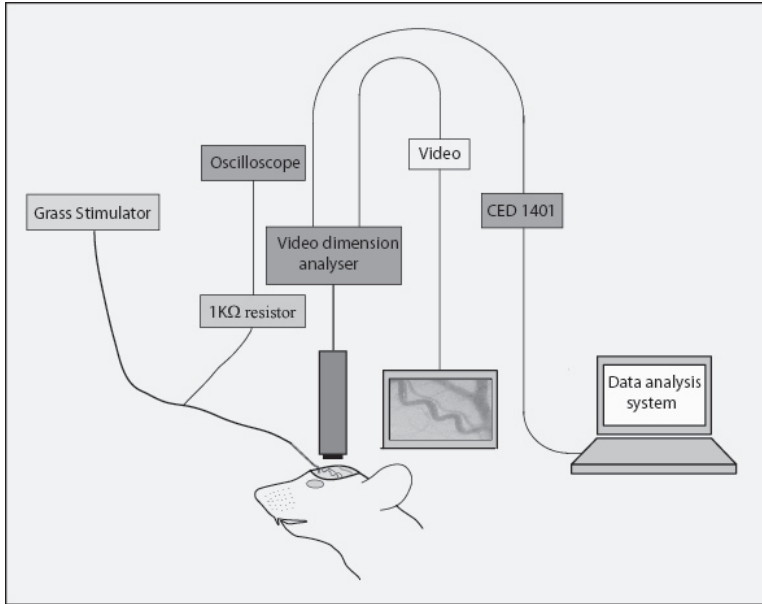 Oscilloscope
Video
Grass Stimulator
CED 1401
Video dimension
analyser
1KΩ resistor
Data analysis
system